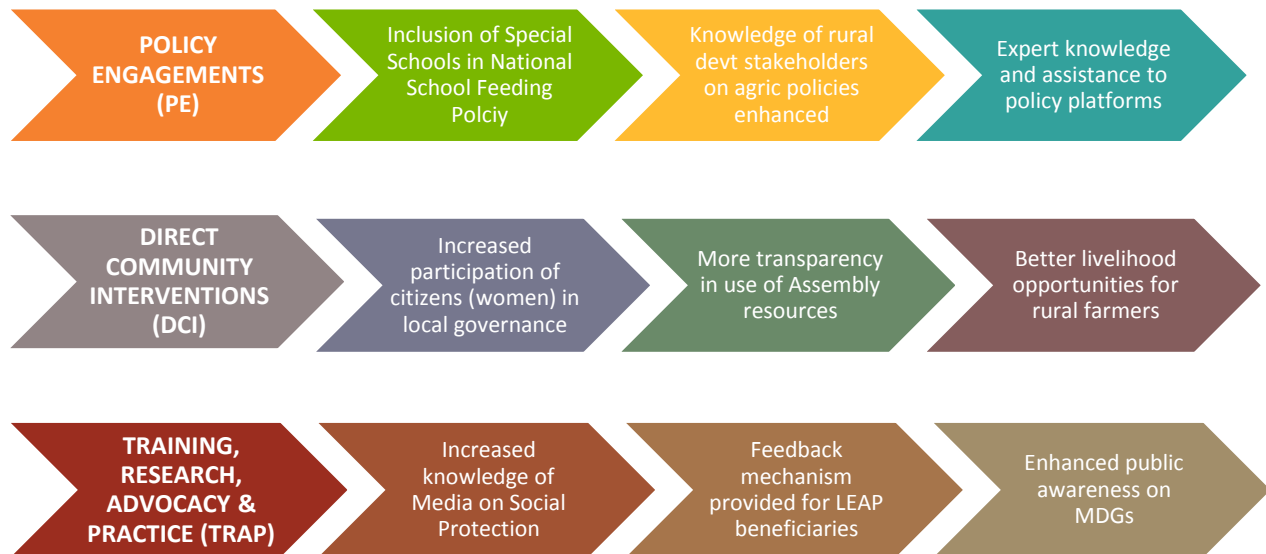 POLICY
ENGAGEMENTS
(PE)
Inclusion of Special
Schools in National
School Feeding
Polciy
Knowledge of rural
devt stakeholders
on agric policies
enhanced
Expert knowledge
and assistance to
policy platforms
DIRECT
COMMUNITY
INTERVENTIONS
(DCI)
Increased
participation of
citizens (women) in
local governance
More transparency
in use of Assembly
resources
Better livelihood
opportunities for
rural farmers
TRAINING,
RESEARCH,
ADVOCACY &
PRACTICE (TRAP)
Increased
knowledge of
Media on Social
Protection
Feedback
mechanism
provided for LEAP
beneficiaries
Enhanced public
awareness on
MDGs